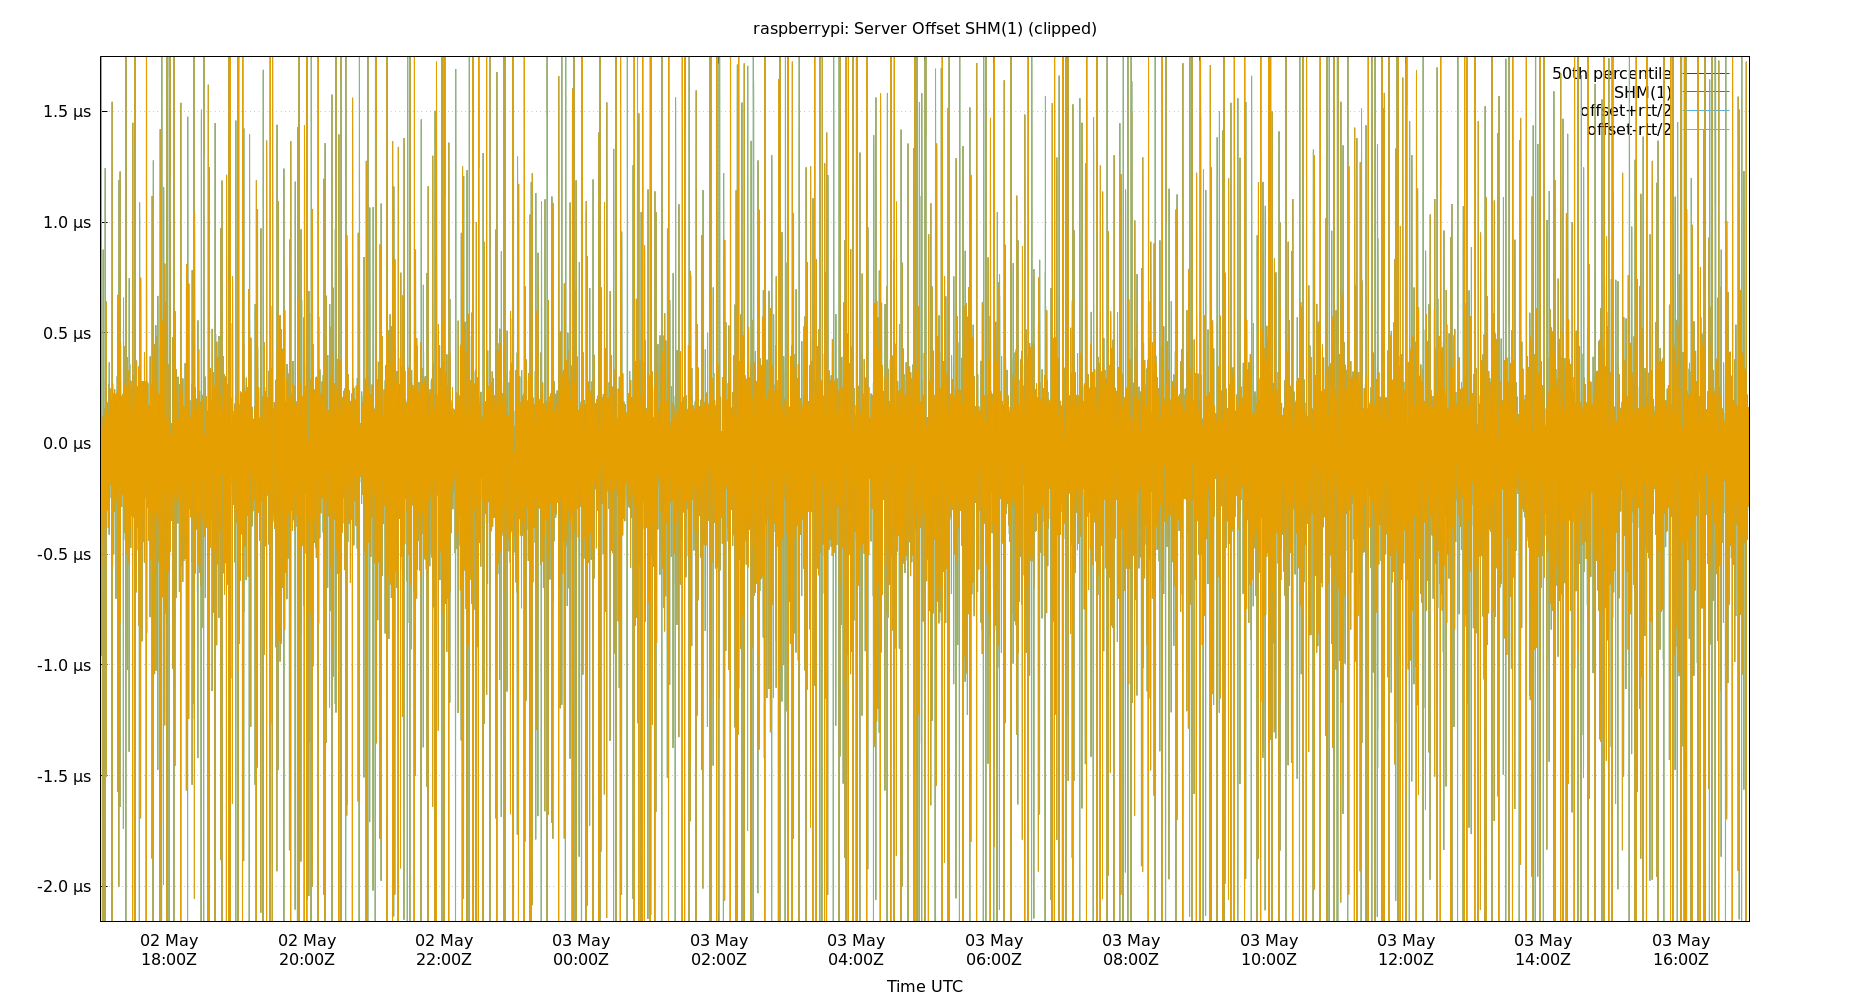 raspberrypi: Server Offset SHM(1) (clipped)
50th percentile
SHM(1)
offset+rtt/2
offset-rtt/2
1.5 µs
1.0 µs
0.5 µs
0.0 µs
-0.5 µs
-1.0 µs
-1.5 µs
-2.0 µs
02 May 02 May 02 May 03 May 03 May 03 May 03 May 03 May 03 May 03 May 03 May 03 May
18:00Z 20:00Z 22:00Z 00:00Z 02:00Z 04:00Z 06:00Z 08:00Z 10:00Z 12:00Z 14:00Z 16:00Z
Time UTC